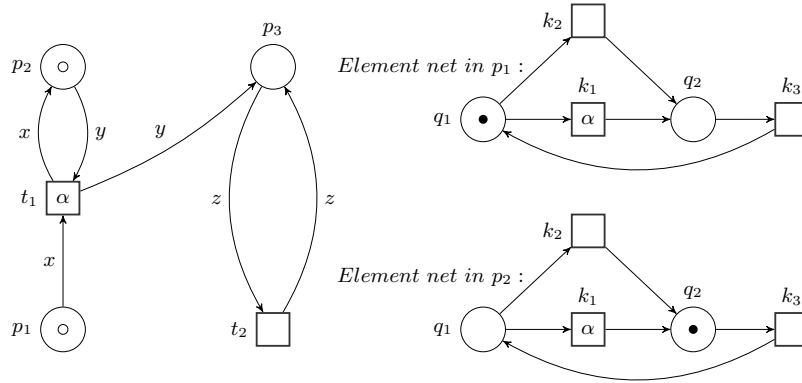 p₂
p₃
x
y
y
t₁
α
z
z
x
p₁
t₂
k₂
Element net in p₁ :
k₁
q₂
k₃
q₁
α
k₂
Element net in p₂ :
k₁
q₂
k₃
q₁
α